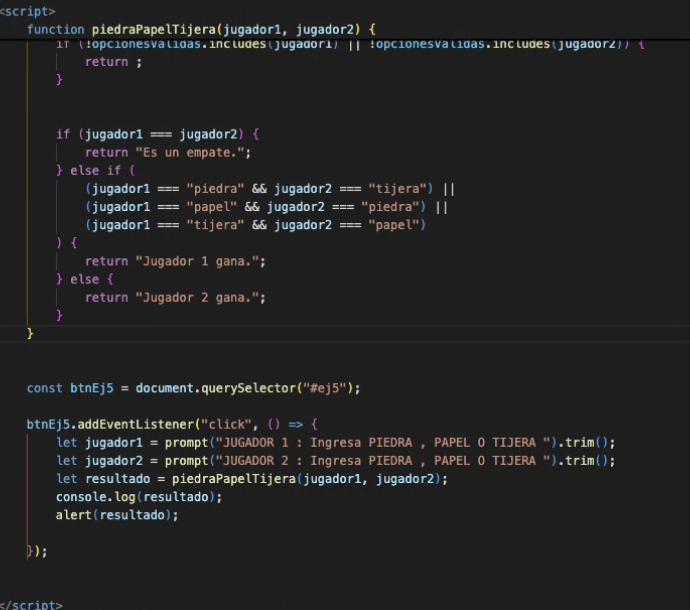 <script>
function piedraPapelTijera(jugador1, jugador2) {
if (!opcionesValidas.includes(jugador1) || !opcionesValidas.includes(jugador2)) {
return ;
}
if (jugador1 === jugador2) {
return "Es un empate.";
} else if (
(jugador1 === "piedra" && jugador2 === "tijera") ||
(jugador1 === "papel" && jugador2 === "piedra") ||
(jugador1 === "tijera" && jugador2 === "papel")
) {
return "Jugador 1 gana.";
} else {
return "Jugador 2 gana.";
}
}
const btnEj5 = document.querySelector("#ej5");
btnEj5.addEventListener("click", () => {
let jugador1 = prompt("JUGADOR 1 : Ingresa PIEDRA , PAPEL O TIJERA ").trim();
let jugador2 = prompt("JUGADOR 2 : Ingresa PIEDRA , PAPEL O TIJERA ").trim();
let resultado = piedraPapelTijera(jugador1, jugador2);
console.log(resultado);
alert(resultado);
});
</script>